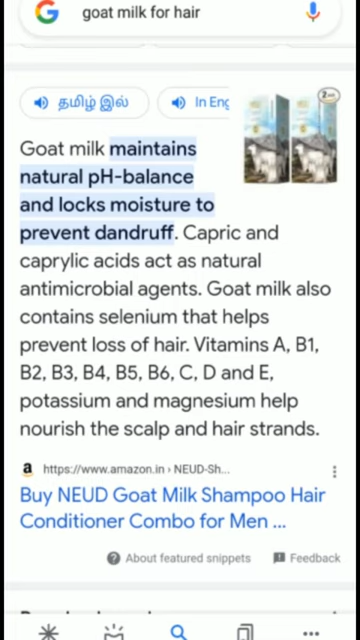 goat milk for hair
தமிழ் இல்
In Eng
Goat milk maintains
natural pH-balance
and locks moisture to
prevent dandruff. Capric and
caprylic acids act as natural
antimicrobial agents. Goat milk also
contains selenium that helps
prevent loss of hair. Vitamins A, B1,
B2, B3, B4, B5, B6, C, D and E,
potassium and magnesium help
nourish the scalp and hair strands.
a https://www.amazon.in › NEUD-Sh...
Buy NEUD Goat Milk Shampoo Hair
Conditioner Combo for Men ...
About featured snippets
Feedback